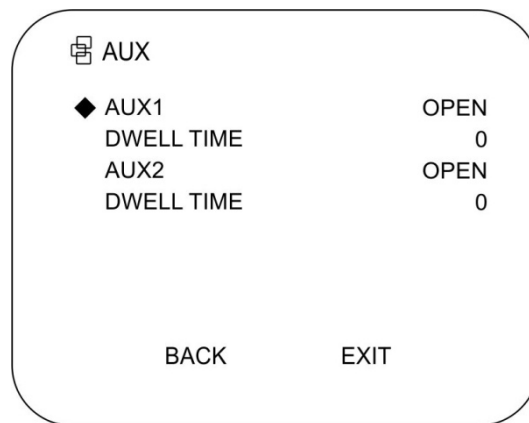 AUX
AUX1 OPEN
DWELL TIME 0
AUX2 OPEN
DWELL TIME 0
BACK EXIT